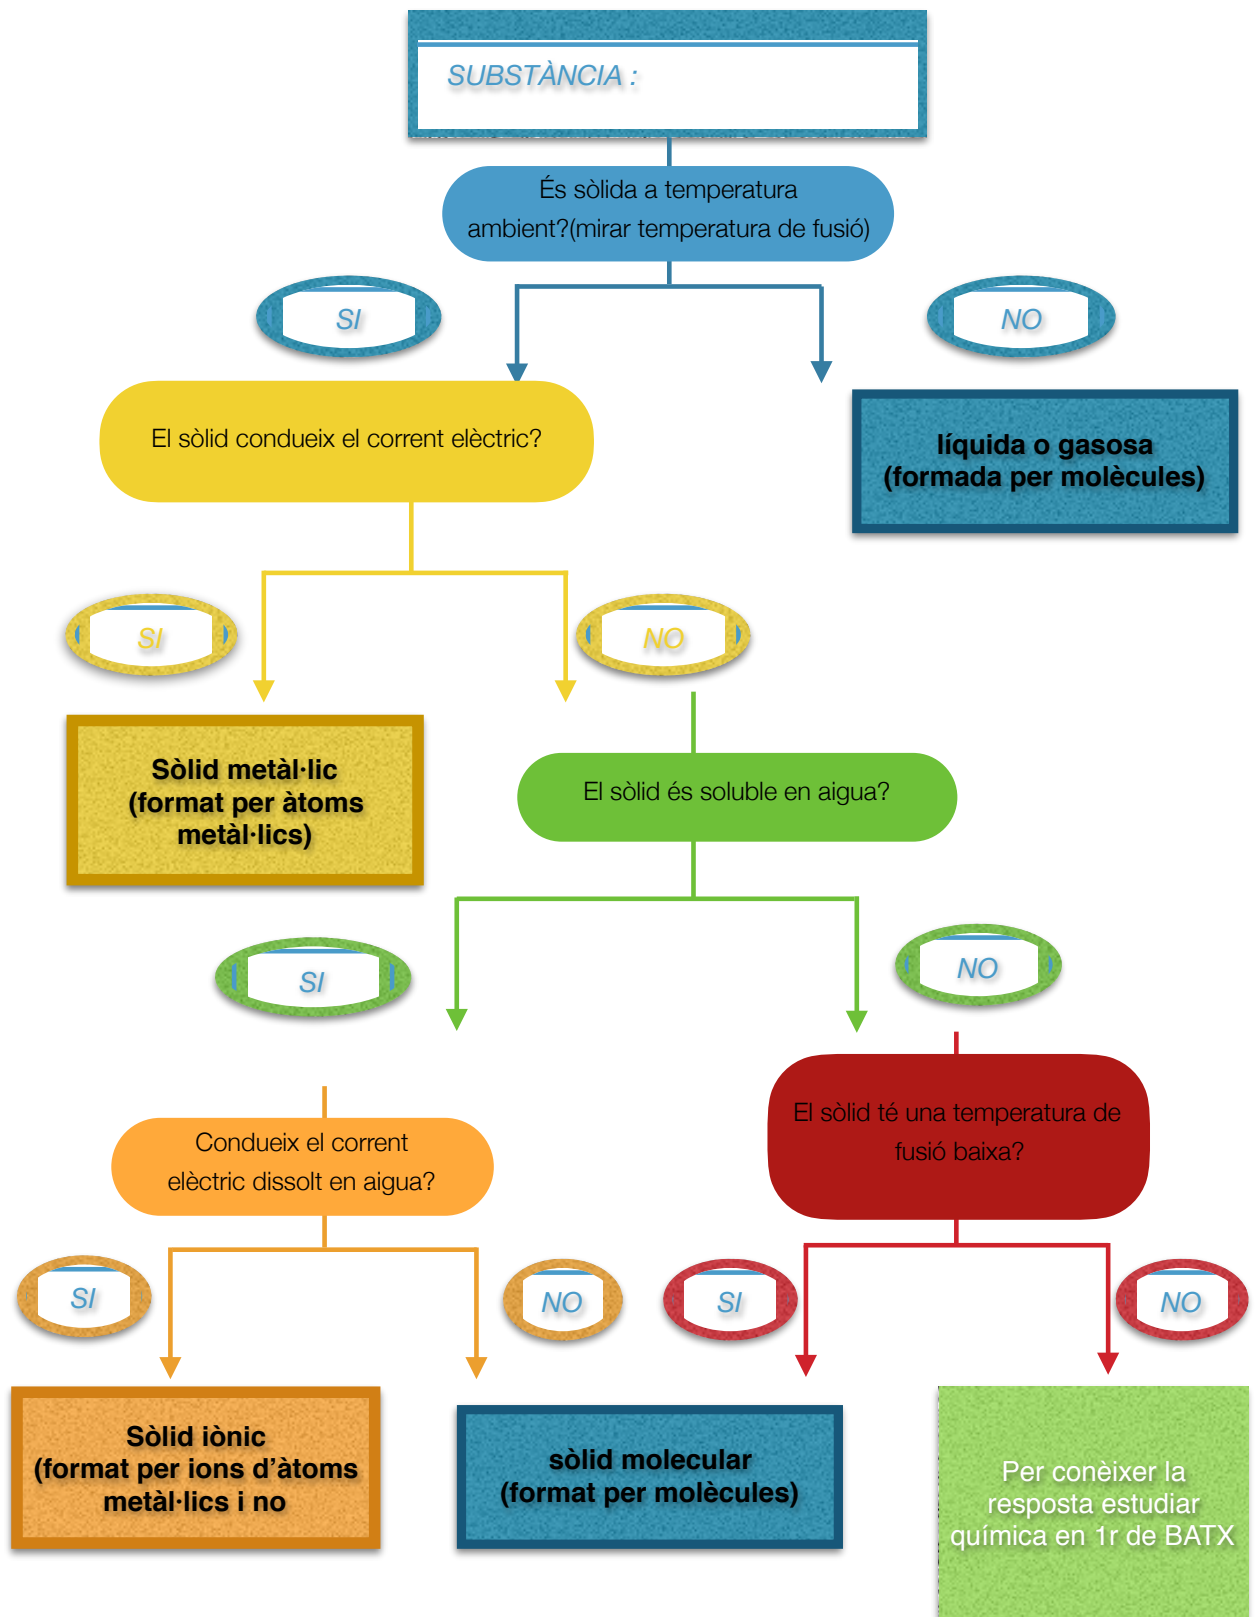 SUBSTÀNCIA :
És sòlida a temperatura
ambient?(mirar temperatura de fusió)
SI
NO
El sòlid condueix el corrent elèctric?
líquida o gasosa
(formada per molècules)
SI
NO
Sòlid metàl·lic
(format per àtoms
metàl·lics)
El sòlid és soluble en aigua?
SI
NO
El sòlid té una temperatura de
fusió baixa?
Condueix el corrent
elèctric dissolt en aigua?
SI
NO
SI
NO
Sòlid iònic
(format per ions d’àtoms
metàl·lics i no
sòlid molecular
(format per molècules)
Per conèixer la
resposta estudiar
química en 1r de BATX